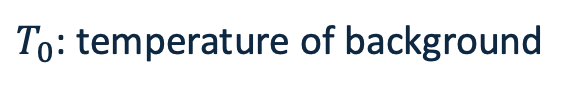 T₀: temperature of background